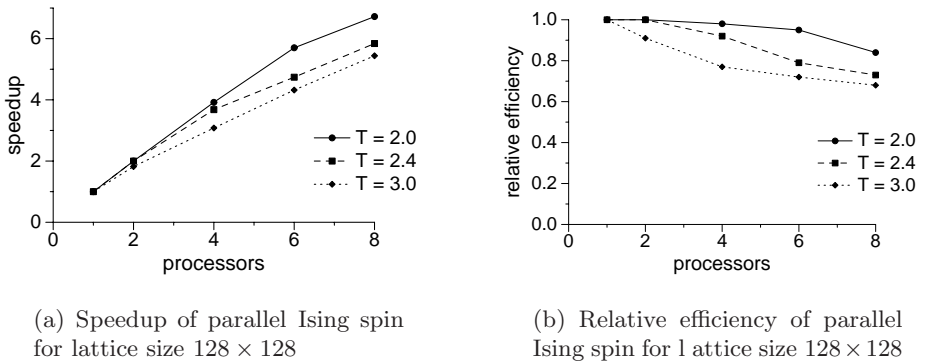 speedup
6
4
2
0
0 2 4 6 8
processors
T = 2.0
T = 2.4
T = 3.0
(a) Speedup of parallel Ising spin
for lattice size 128 × 128
relative efficiency
1.0
0.8
0.6
0.4
0.2
0.0
0 2 4 6 8
processors
T = 2.0
T = 2.4
T = 3.0
(b) Relative efficiency of parallel
Ising spin for l attice size 128 × 128